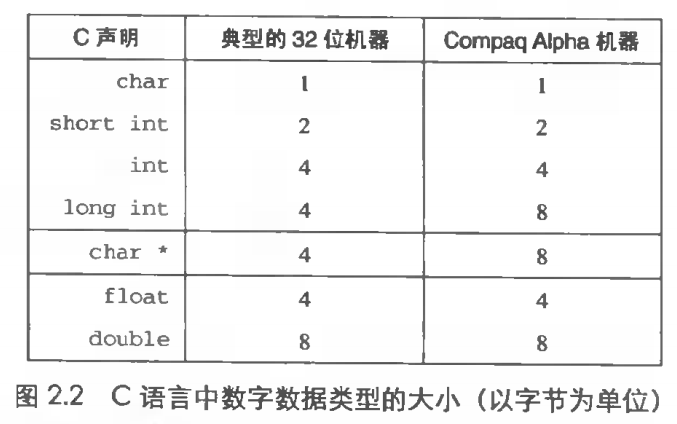 C 声明 典型的 32 位机器 Compaq Alpha 机器
char 1 1
short int 2 2
int 4 4
long int 4 8
char * 4 8
float 4 4
double 8 8
图 2.2 C 语言中数字数据类型的大小（以字节为单位）